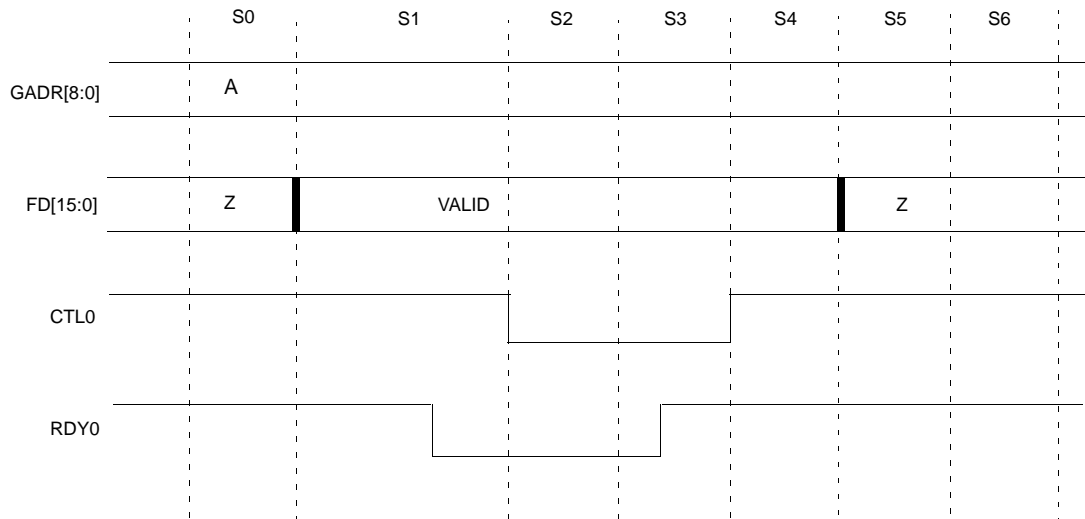 S0 S1 S2 S3 S4 S5 S6
GADR[8:0] A
FD[15:0] Z VALID Z
CTL0
RDY0